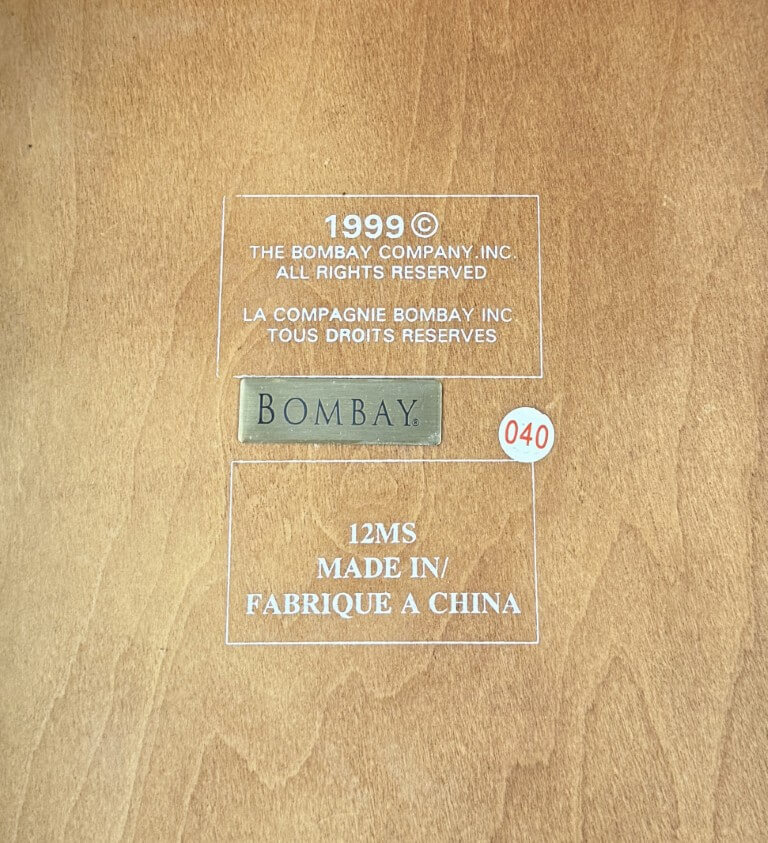 1999 ©
THE BOMBAY COMPANY.INC.
ALL RIGHTS RESERVED
LA COMPAGNIE BOMBAY INC
TOUS DROITS RESERVES
BOMBAY®
040
12MS
MADE IN/
FABRIQUE A CHINA